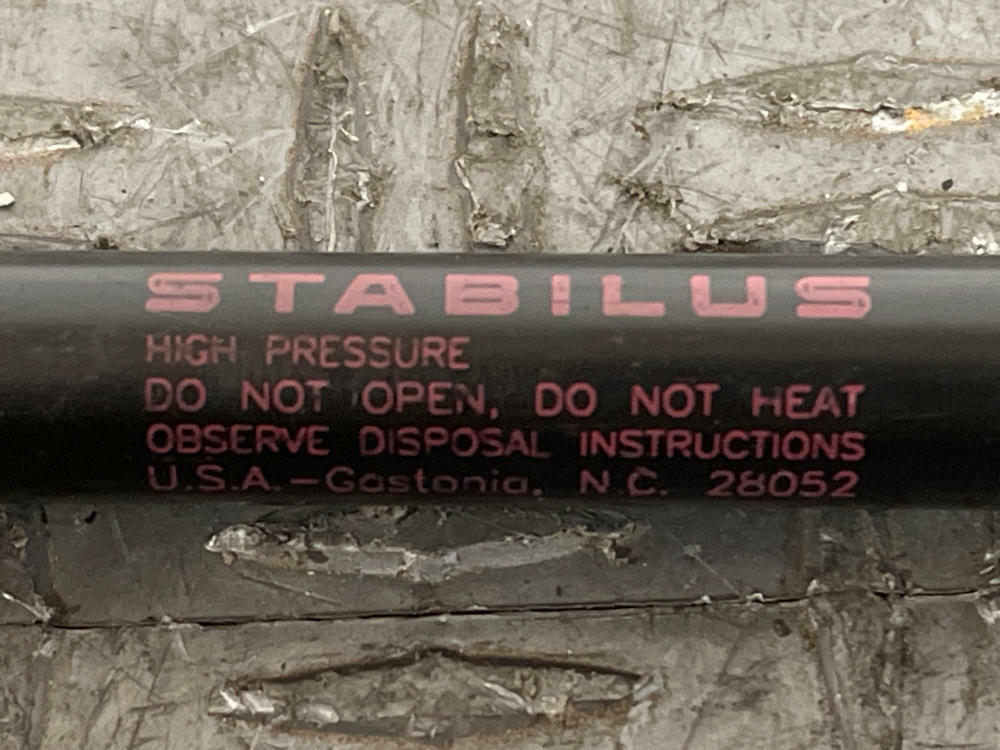 STABILUS
HIGH PRESSURE
DO NOT OPEN, DO NOT HEAT
OBSERVE DISPOSAL INSTRUCTIONS
U.S.A.-Gastonia, N.C. 28052